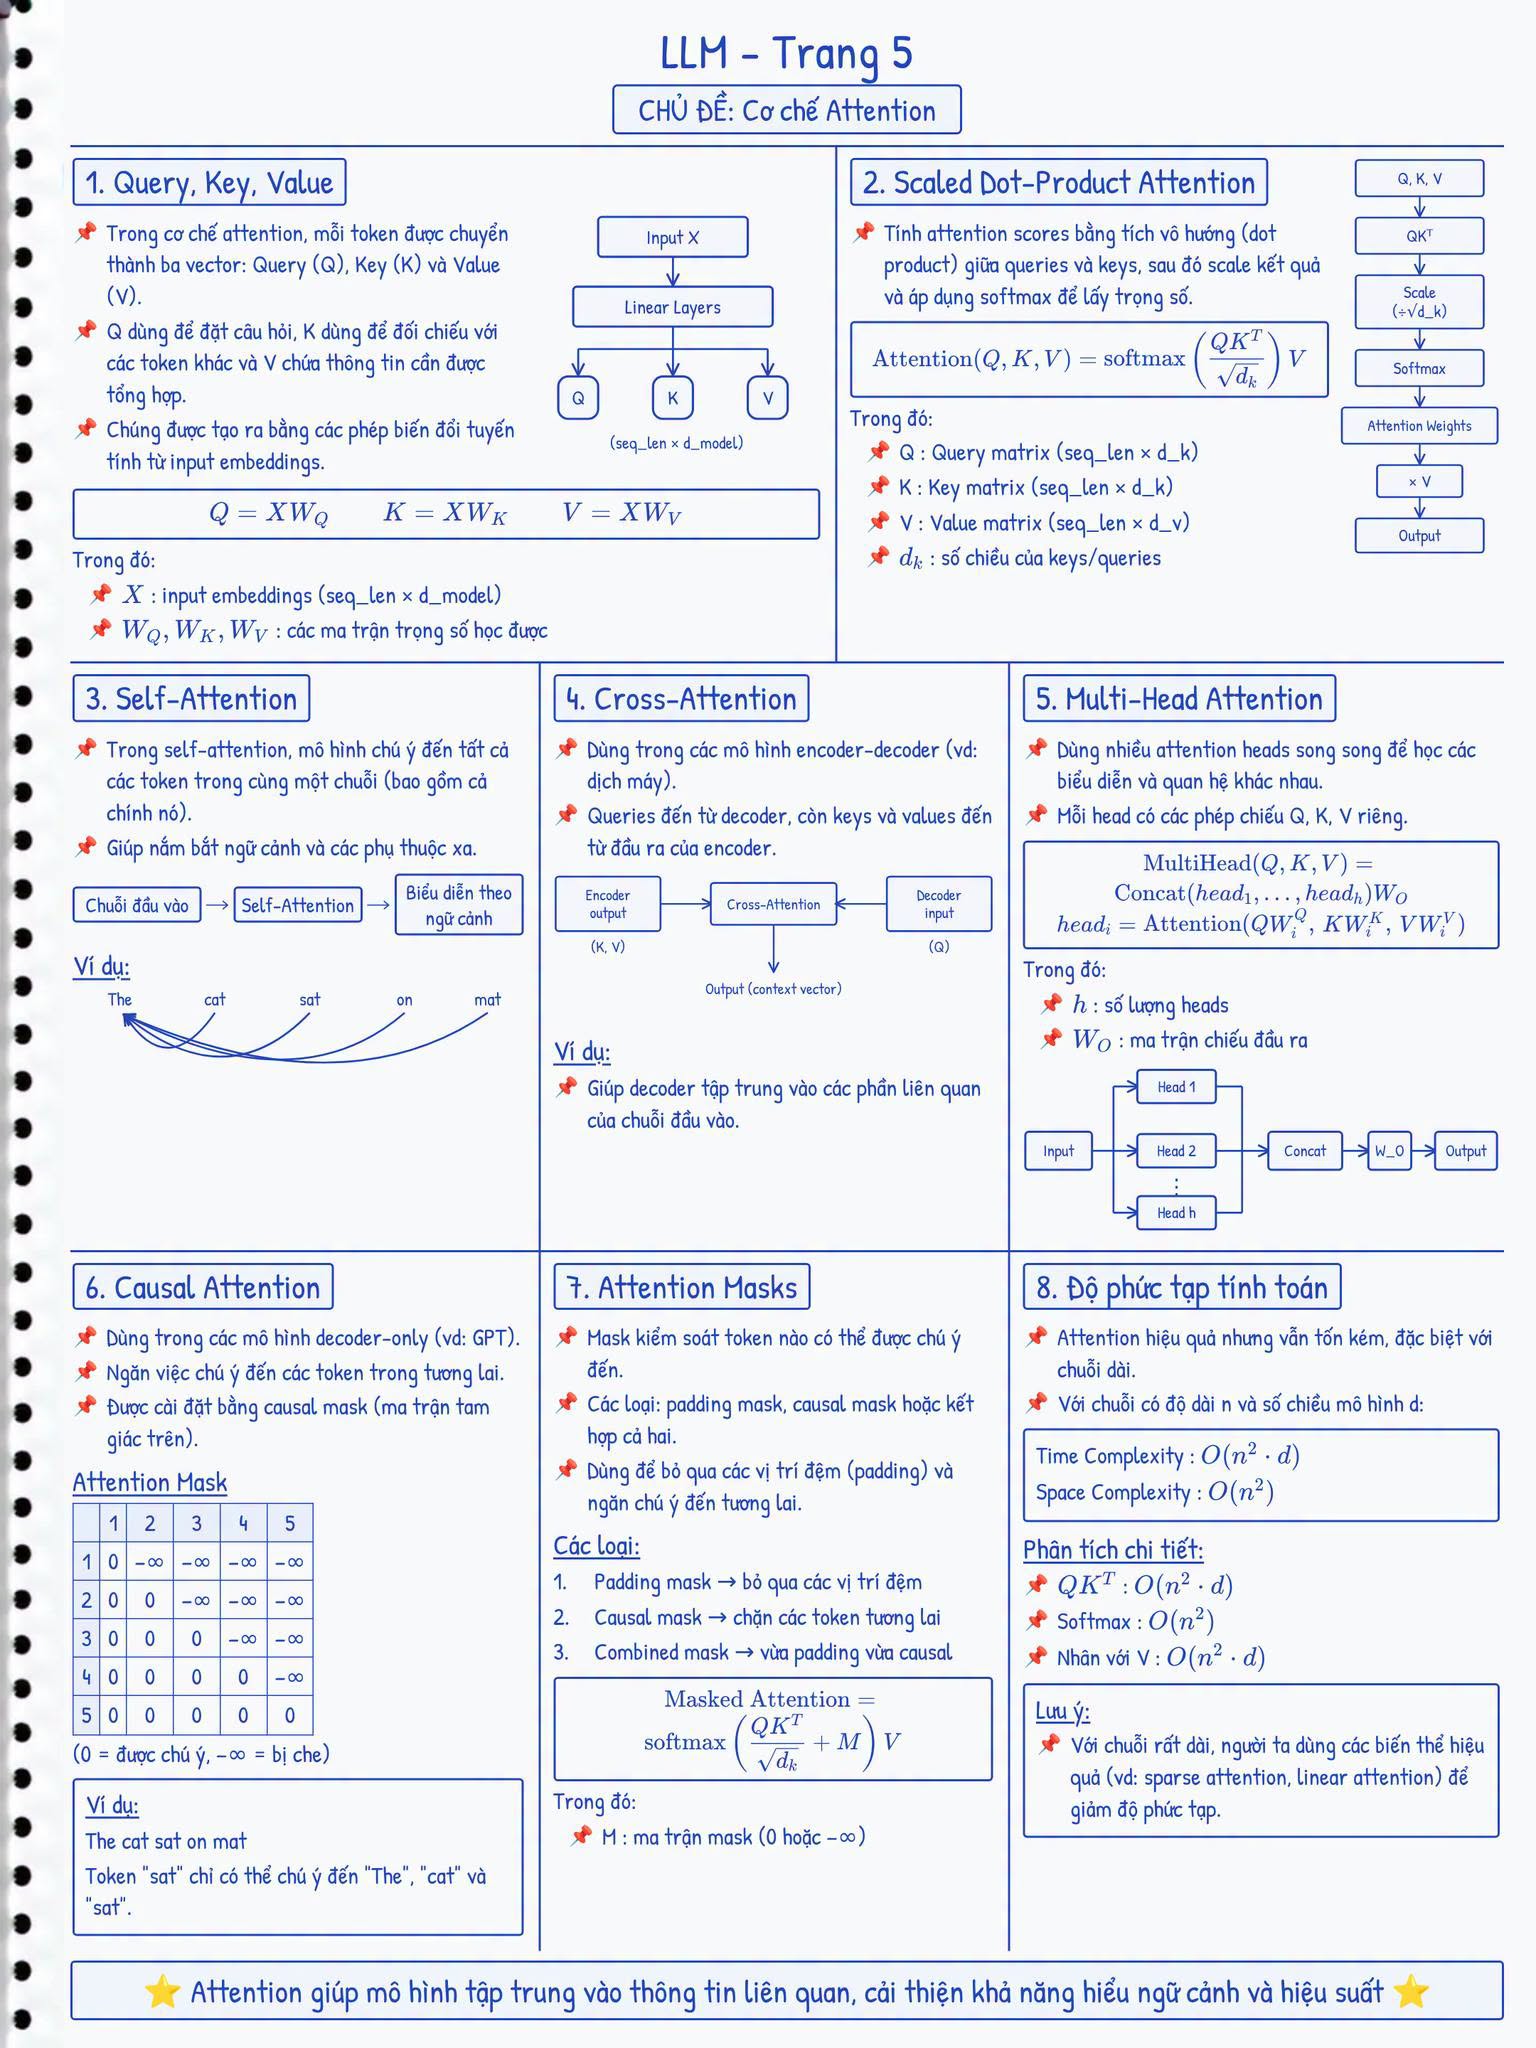 LLM - Trang 5
CHỦ ĐỀ: Cơ chế Attention
1. Query, Key, Value
📌 Trong cơ chế attention, mỗi token được chuyển
thành ba vector: Query (Q), Key (K) và Value
(V).
📌 Q dùng để đặt câu hỏi, K dùng để đối chiếu với
các token khác và V chứa thông tin cần được
tổng hợp.
📌 Chúng được tạo ra bằng các phép biến đổi tuyến
tính từ input embeddings.
Input X
Linear Layers
Q K V
(seq_len × d_model)
Q = XW_Q K = XW_K V = XW_V
Trong đó:
📌 X : input embeddings (seq_len × d_model)
📌 W_Q, W_K, W_V : các ma trận trọng số học được
2. Scaled Dot-Product Attention
📌 Tính attention scores bằng tích vô hướng (dot
product) giữa queries và keys, sau đó scale kết quả
và áp dụng softmax để lấy trọng số.
Attention(Q, K, V) = softmax(QK^T / √d_k) V
Trong đó:
📌 Q : Query matrix (seq_len × d_k)
📌 K : Key matrix (seq_len × d_k)
📌 V : Value matrix (seq_len × d_v)
📌 d_k : số chiều của keys/queries
Q, K, V
QKᵀ
Scale
(÷√d_k)
Softmax
Attention Weights
× V
Output
3. Self-Attention
📌 Trong self-attention, mô hình chú ý đến tất cả
các token trong cùng một chuỗi (bao gồm cả
chính nó).
📌 Giúp nắm bắt ngữ cảnh và các phụ thuộc xa.
Chuỗi đầu vào → Self-Attention → Biểu diễn theo
ngữ cảnh
Ví dụ:
The cat sat on mat
4. Cross-Attention
📌 Dùng trong các mô hình encoder-decoder (vd:
dịch máy).
📌 Queries đến từ decoder, còn keys và values đến
từ đầu ra của encoder.
Encoder
output
(K, V)
Cross-Attention
Decoder
input
(Q)
Output (context vector)
Ví dụ:
📌 Giúp decoder tập trung vào các phần liên quan
của chuỗi đầu vào.
5. Multi-Head Attention
📌 Dùng nhiều attention heads song song để học các
biểu diễn và quan hệ khác nhau.
📌 Mỗi head có các phép chiếu Q, K, V riêng.
MultiHead(Q, K, V) =
Concat(head_1, . . . , head_h)W_O
head_i = Attention(QW_i^Q, KW_i^K, VW_i^V)
Trong đó:
📌 h : số lượng heads
📌 W_O : ma trận chiếu đầu ra
Input
Head 1
Head 2
⋮
Head h
Concat
W_O
Output
6. Causal Attention
📌 Dùng trong các mô hình decoder-only (vd: GPT).
📌 Ngăn việc chú ý đến các token trong tương lai.
📌 Được cài đặt bằng causal mask (ma trận tam
giác trên).
Attention Mask
1 2 3 4 5
1 0 -∞ -∞ -∞ -∞
2 0 0 -∞ -∞ -∞
3 0 0 0 -∞ -∞
4 0 0 0 0 -∞
5 0 0 0 0 0
(0 = được chú ý, -∞ = bị che)
Ví dụ:
The cat sat on mat
Token "sat" chỉ có thể chú ý đến "The", "cat" và
"sat".
7. Attention Masks
📌 Mask kiểm soát token nào có thể được chú ý
đến.
📌 Các loại: padding mask, causal mask hoặc kết
hợp cả hai.
📌 Dùng để bỏ qua các vị trí đệm (padding) và
ngăn chú ý đến tương lai.
Các loại:
1. Padding mask → bỏ qua các vị trí đệm
2. Causal mask → chặn các token tương lai
3. Combined mask → vừa padding vừa causal
Masked Attention =
softmax(QK^T / √d_k + M) V
Trong đó:
📌 M : ma trận mask (0 hoặc -∞)
8. Độ phức tạp tính toán
📌 Attention hiệu quả nhưng vẫn tốn kém, đặc biệt với
chuỗi dài.
📌 Với chuỗi có độ dài n và số chiều mô hình d:
Time Complexity : O(n² · d)
Space Complexity : O(n²)
Phân tích chi tiết:
📌 QK^T : O(n² · d)
📌 Softmax : O(n²)
📌 Nhân với V : O(n² · d)
Lưu ý:
📌 Với chuỗi rất dài, người ta dùng các biến thể hiệu
quả (vd: sparse attention, linear attention) để
giảm độ phức tạp.
⭐ Attention giúp mô hình tập trung vào thông tin liên quan, cải thiện khả năng hiểu ngữ cảnh và hiệu suất ⭐